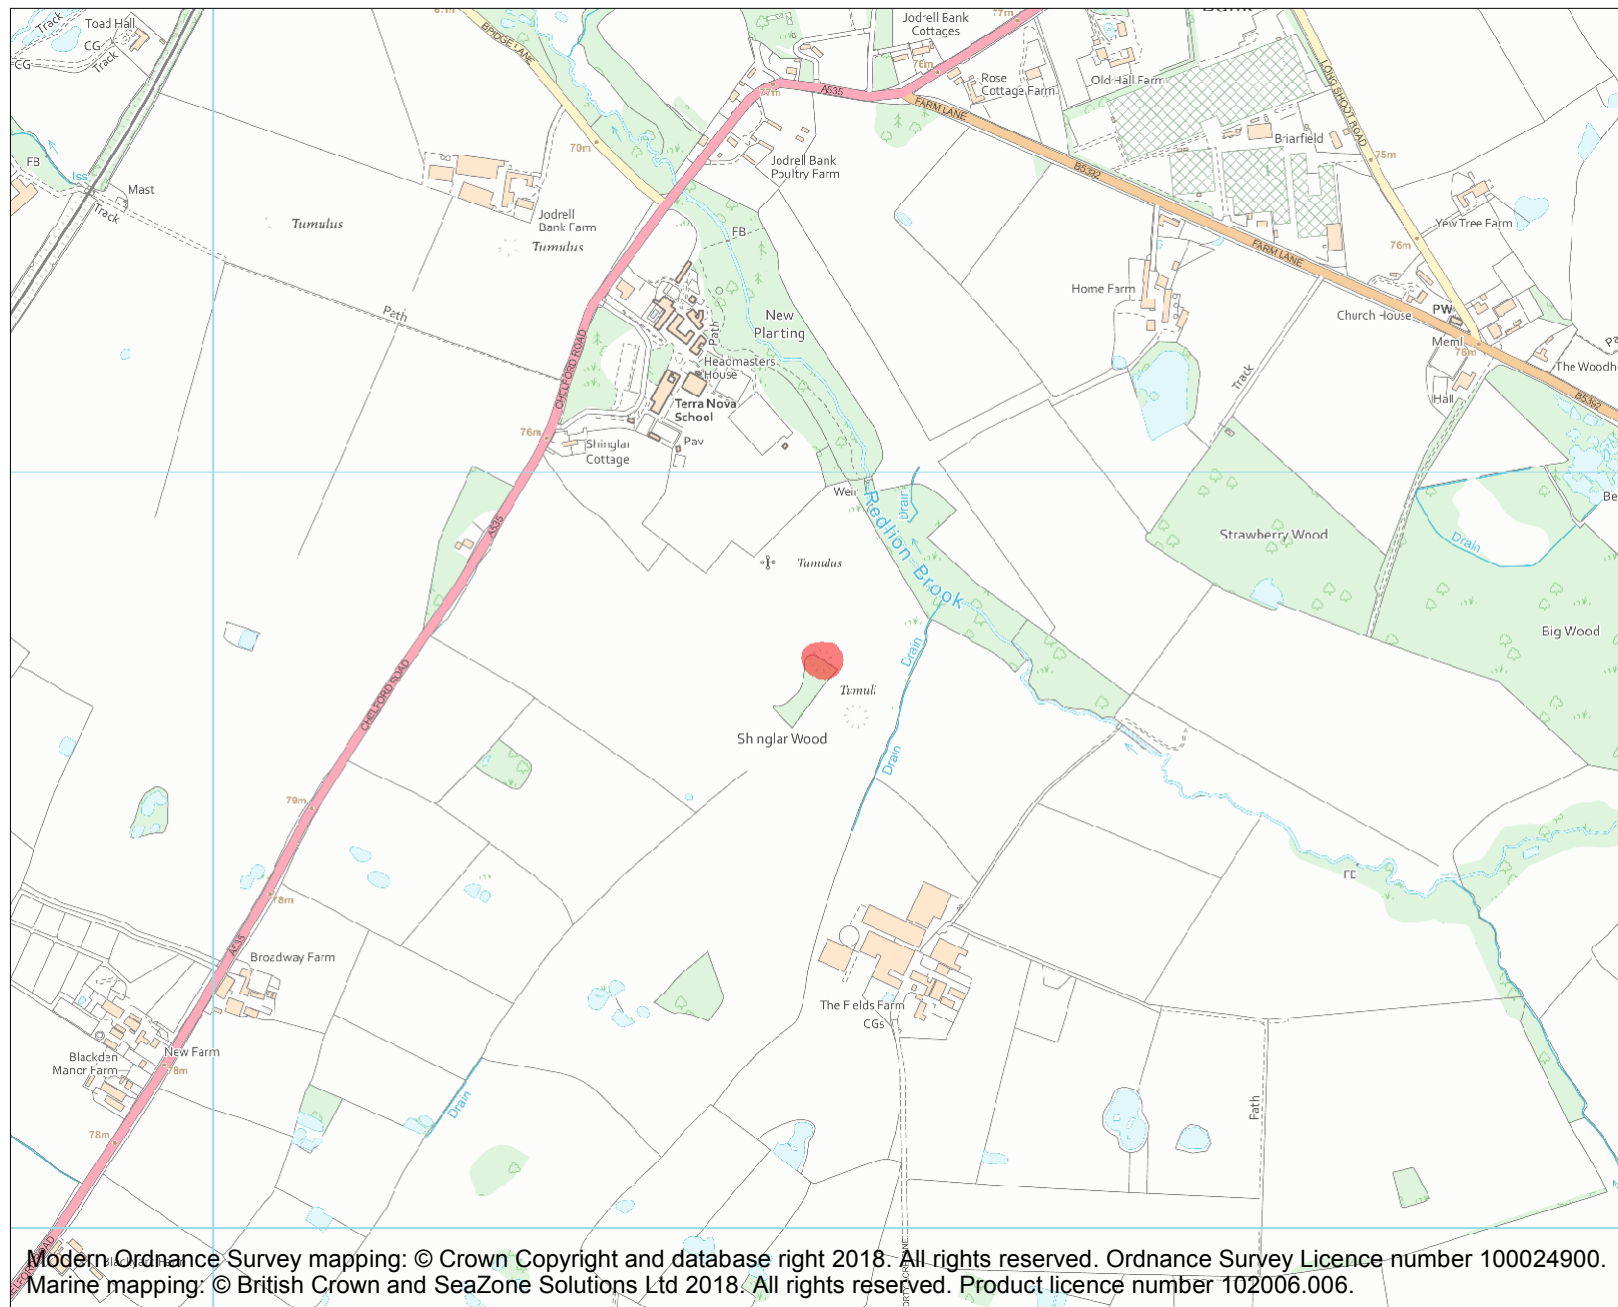 Track
Toad Hall
CG
Track
CG
BRIDGE LANE
Jodrell Bank
Cottages
77m
76m
Rose
Cottage Farm
Old Hall Farm
LONG SHOOT ROAD
77m
A535
FARM LANE
Briarfield
75m
FB
Iss
Mast
Track
70m
Jodrell Bank
Poultry Farm
B5392
Tumulus
Jodrell
Bank Farm
Tumulus
FB
Yew Tree Farm
76m
FARM LANE
Home Farm
Path
New
Planting
Path
CHELFORD ROAD
Headmasters
House
Church House
PW
Meml
76m
The Woodh
B5392
Track
Hall
Terra Nova
School
76m
Shinglar
Cottage
Pav
Weir
Drain
Redlion Brook
Be
A535
Strawberry Wood
Drain
Tumulus
Drain
Big Wood
CHELFORD ROAD
Tumuli
Shinglar Wood
Drain
79m
78m
A535
Broadway Farm
The Fields Farm
CGs
New Farm
78m
Blackden
Manor Farm
Drain
Path
78m
Modern Ordnance Survey mapping: © Crown Copyright and database right 2018. All rights reserved. Ordnance Survey Licence number 100024900.
Marine mapping: © British Crown and SeaZone Solutions Ltd 2018. All rights reserved. Product licence number 102006.006.